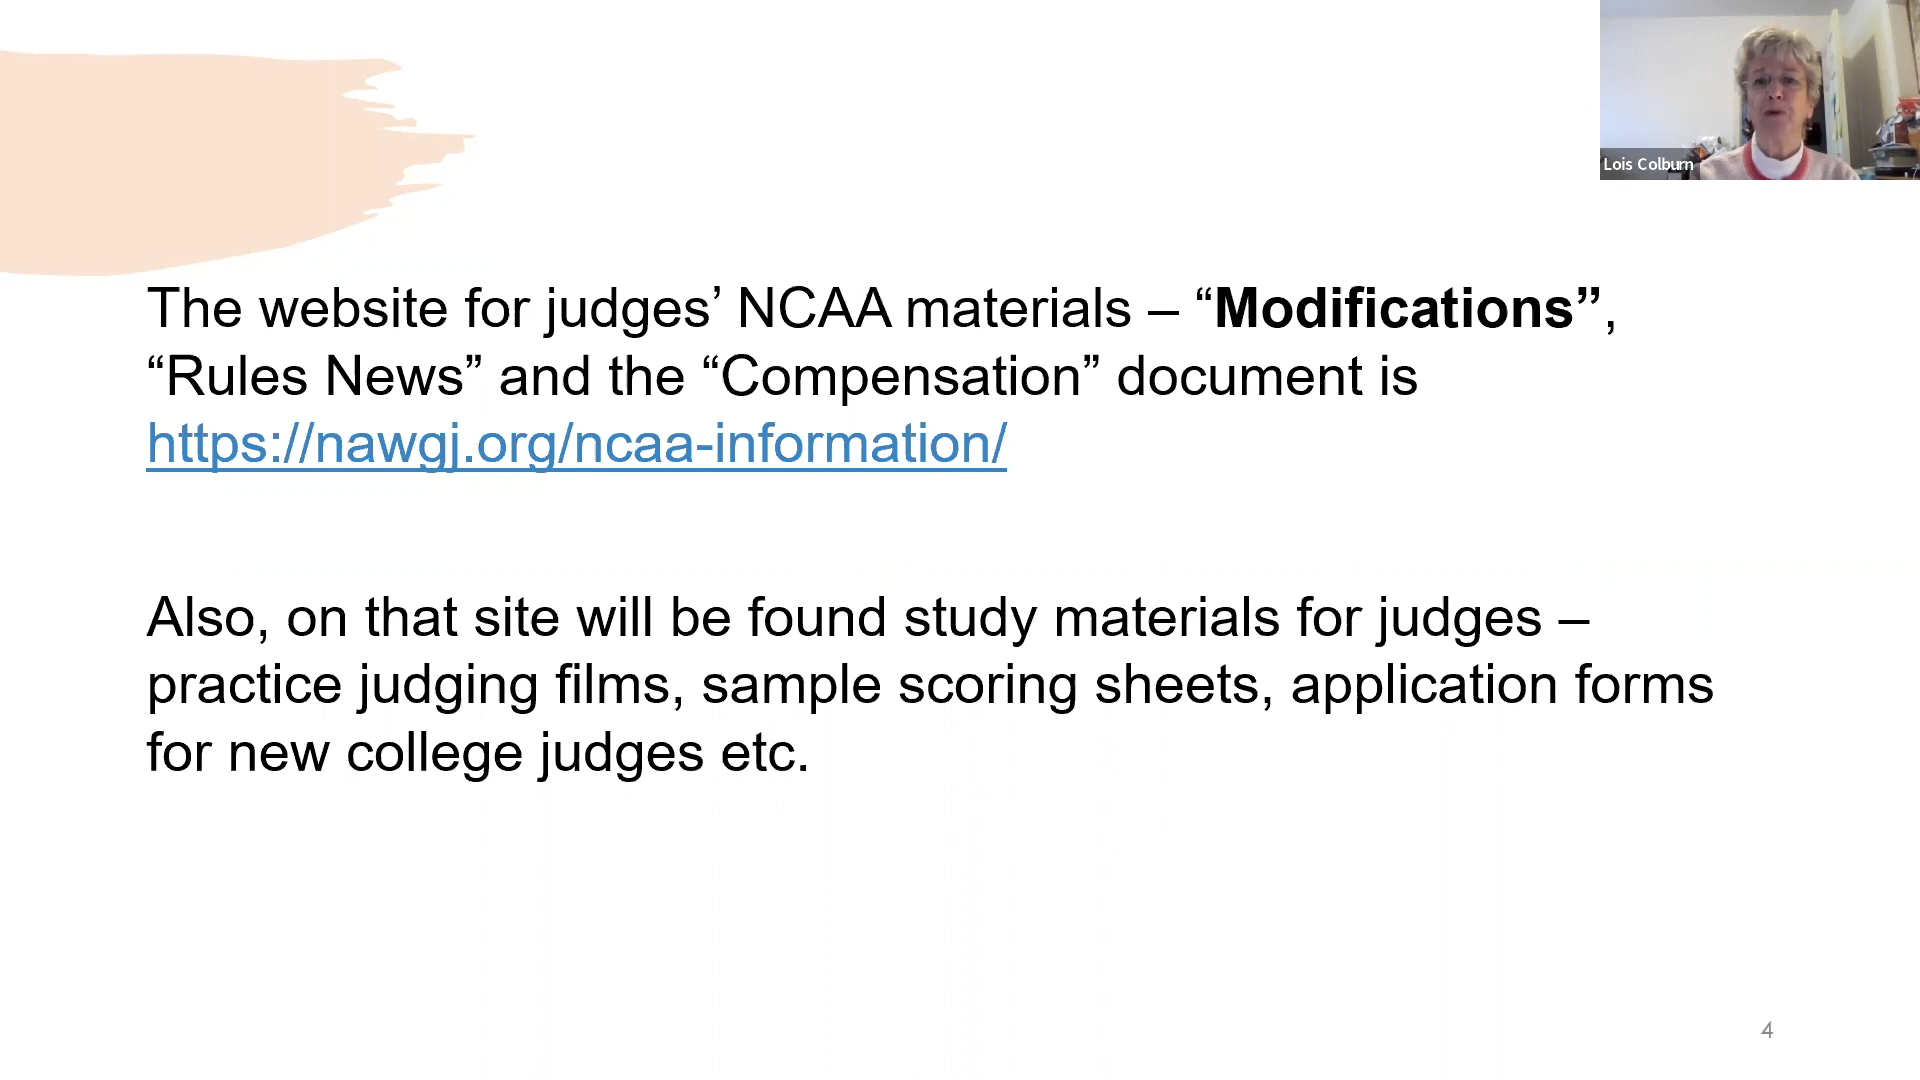 Lois Colburn
The website for judges’ NCAA materials – “Modifications”,
“Rules News” and the “Compensation” document is
https://nawgj.org/ncaa-information/
Also, on that site will be found study materials for judges –
practice judging films, sample scoring sheets, application forms
for new college judges etc.
4